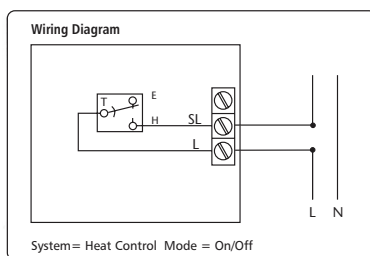 Wiring Diagram
T
E
H
SL
L
L N
System= Heat Control Mode = On/Off